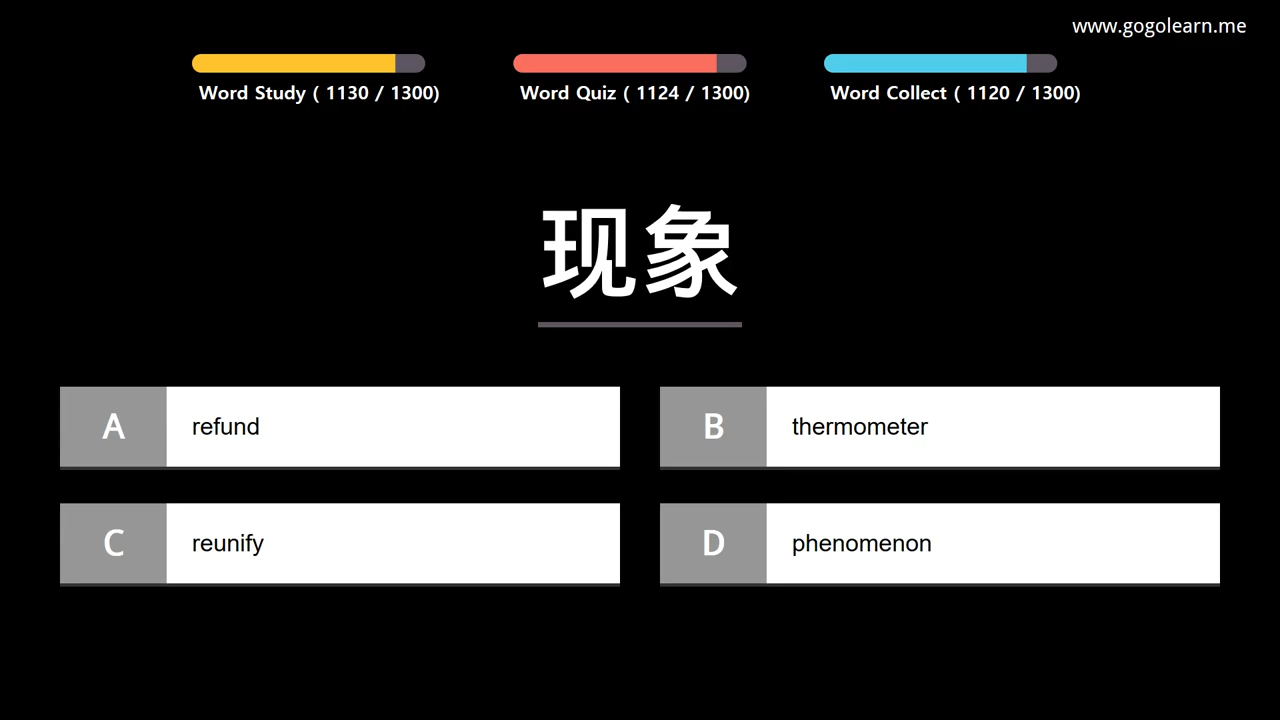 www.gogolearn.me
Word Study ( 1130 / 1300)
Word Quiz ( 1124 / 1300)
Word Collect ( 1120 / 1300)
现象
A refund
B thermometer
C reunify
D phenomenon